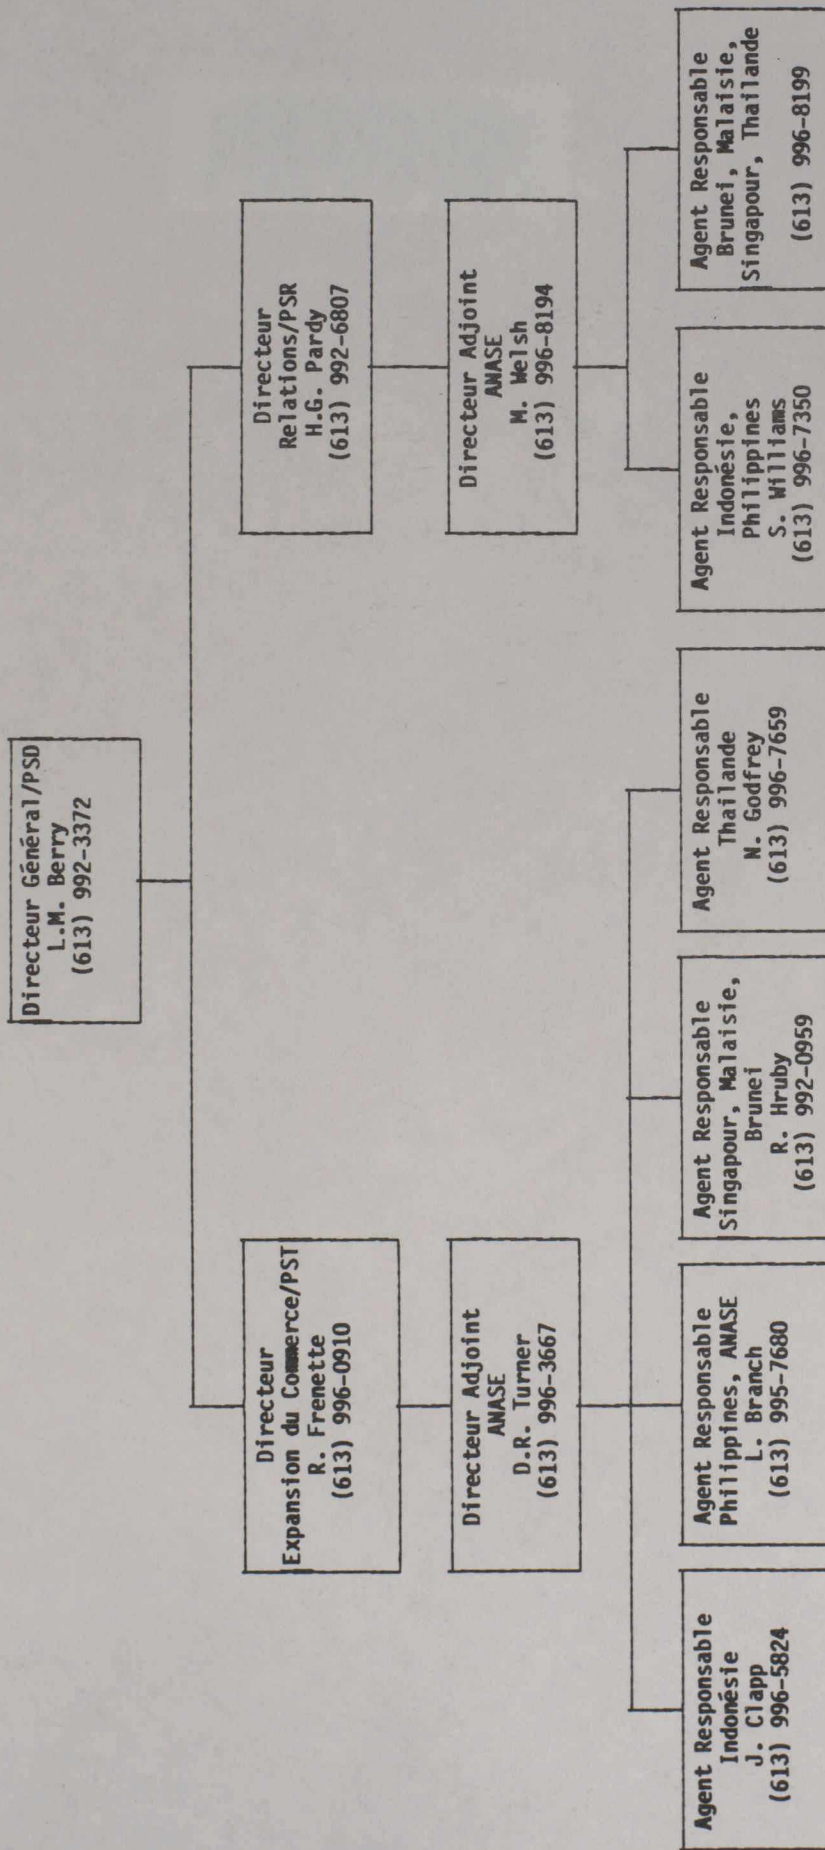 Directeur Général/PSD
L.M. Berry
(613) 992-3372
Directeur
Expansion du Commerce/PST
R. Frenette
(613) 996-0910
Directeur
Relations/PSR
H.G. Pardy
(613) 992-6807
Directeur Adjoint
ANASE
D.R. Turner
(613) 996-3667
Directeur Adjoint
ANASE
M. Welsh
(613) 996-8194
Agent Responsable
Indonésie
J. Clapp
(613) 996-5824
Agent Responsable
Philippines, ANASE
L. Branch
(613) 995-7680
Agent Responsable
Singapour, Malaisie,
Brunei
R. Hruby
(613) 992-0959
Agent Responsable
Thailande
N. Godfrey
(613) 996-7659
Agent Responsable
Indonésie,
Philippines
S. Williams
(613) 996-7350
Agent Responsable
Brunei, Malaisie,
Singapour, Thailande
(613) 996-8199